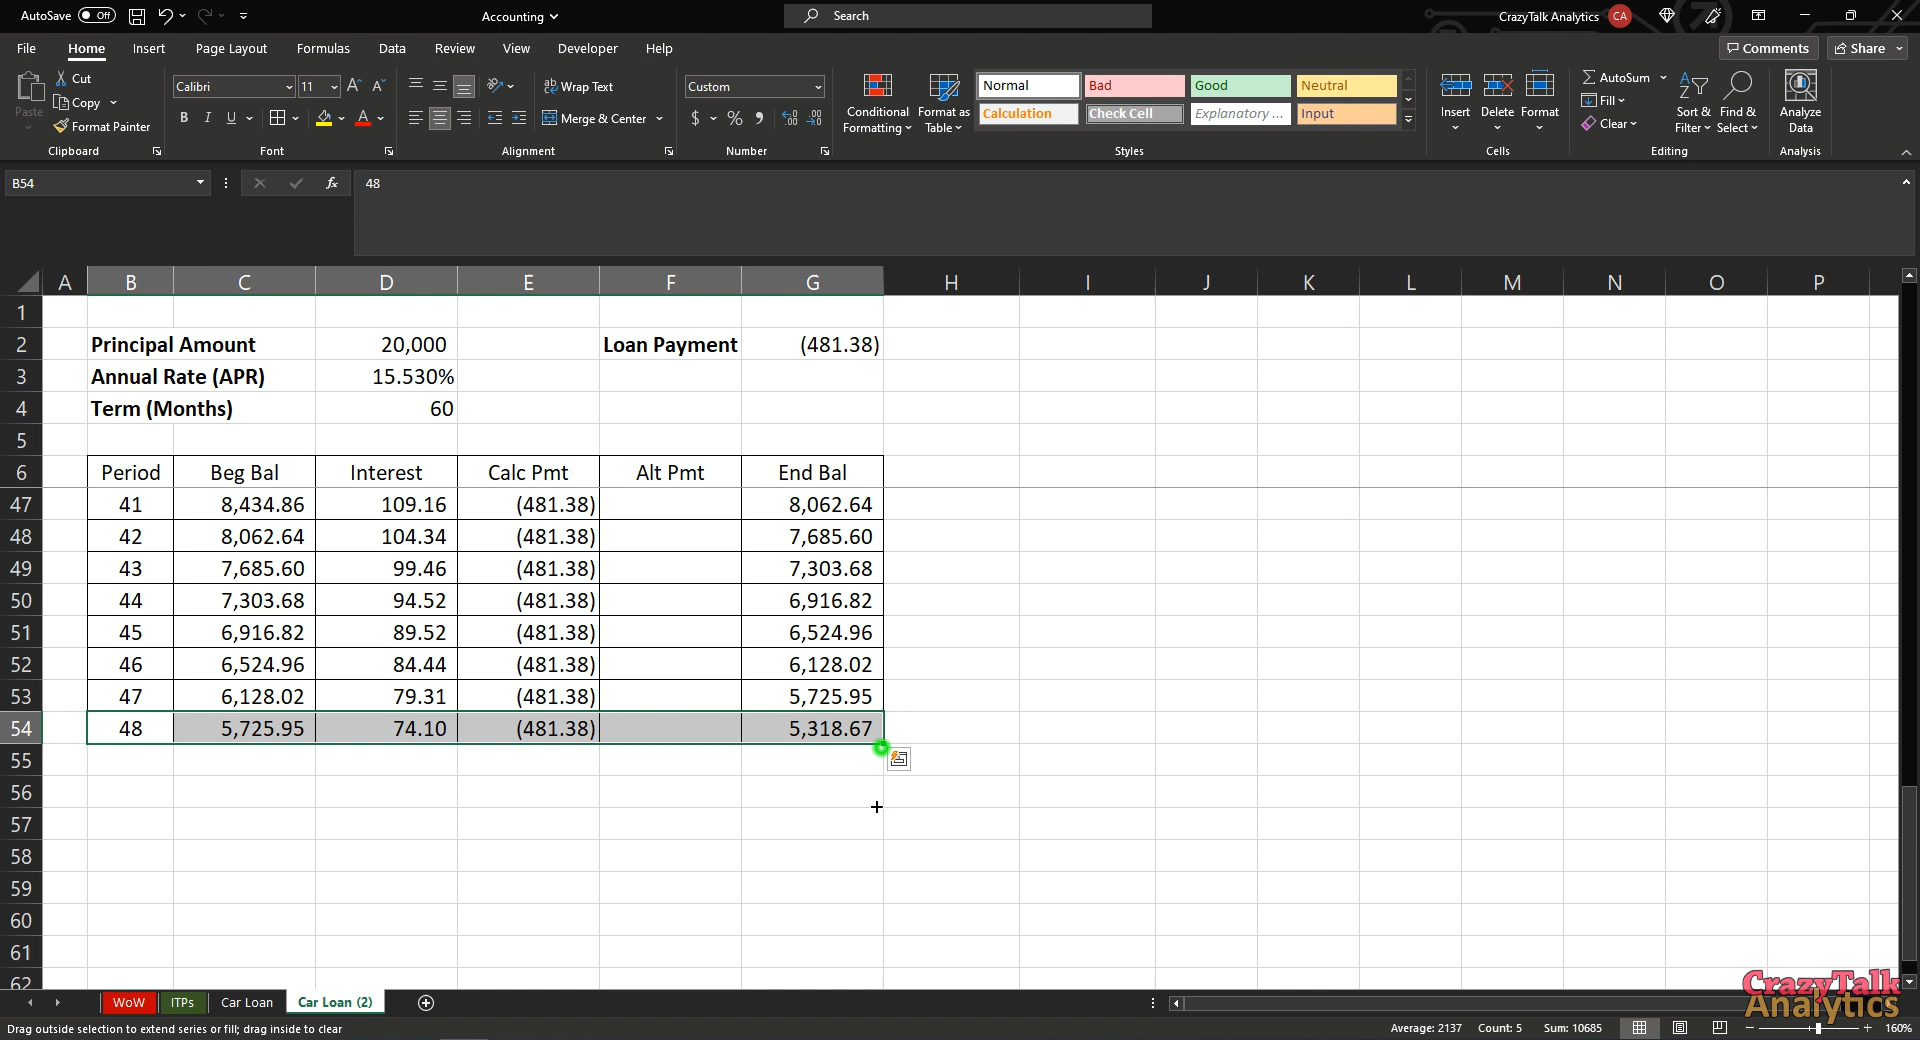 AutoSave Off Accounting Search CrazyTalk Analytics CA
File Home Insert Page Layout Formulas Data Review View Developer Help Comments Share
Paste Cut Copy Format Painter Clipboard
Calibri 11 A A B I U A Font
Wrap Text Merge & Center Alignment
Custom $ % 9 Number
Conditional Formatting Format as Table
Normal Bad Good Neutral
Calculation Check Cell Explanatory ... Input
Styles
Insert Delete Format Cells
AutoSum Fill Clear Sort & Filter Find & Select Editing
Analyze Data Analysis
B54 fx 48
A B C D E F G H I J K L M N O P
1
2 Principal Amount 20,000 Loan Payment (481.38)
3 Annual Rate (APR) 15.530%
4 Term (Months) 60
5
6 Period Beg Bal Interest Calc Pmt Alt Pmt End Bal
47 41 8,434.86 109.16 (481.38) 8,062.64
48 42 8,062.64 104.34 (481.38) 7,685.60
49 43 7,685.60 99.46 (481.38) 7,303.68
50 44 7,303.68 94.52 (481.38) 6,916.82
51 45 6,916.82 89.52 (481.38) 6,524.96
52 46 6,524.96 84.44 (481.38) 6,128.02
53 47 6,128.02 79.31 (481.38) 5,725.95
54 48 5,725.95 74.10 (481.38) 5,318.67
55
56
57
58
59
60
61
62
WoW ITPs Car Loan Car Loan (2)
CrazyTalk
Analytics
Drag outside selection to extend series or fill; drag inside to clear Average: 2137 Count: 5 Sum: 10685 160%